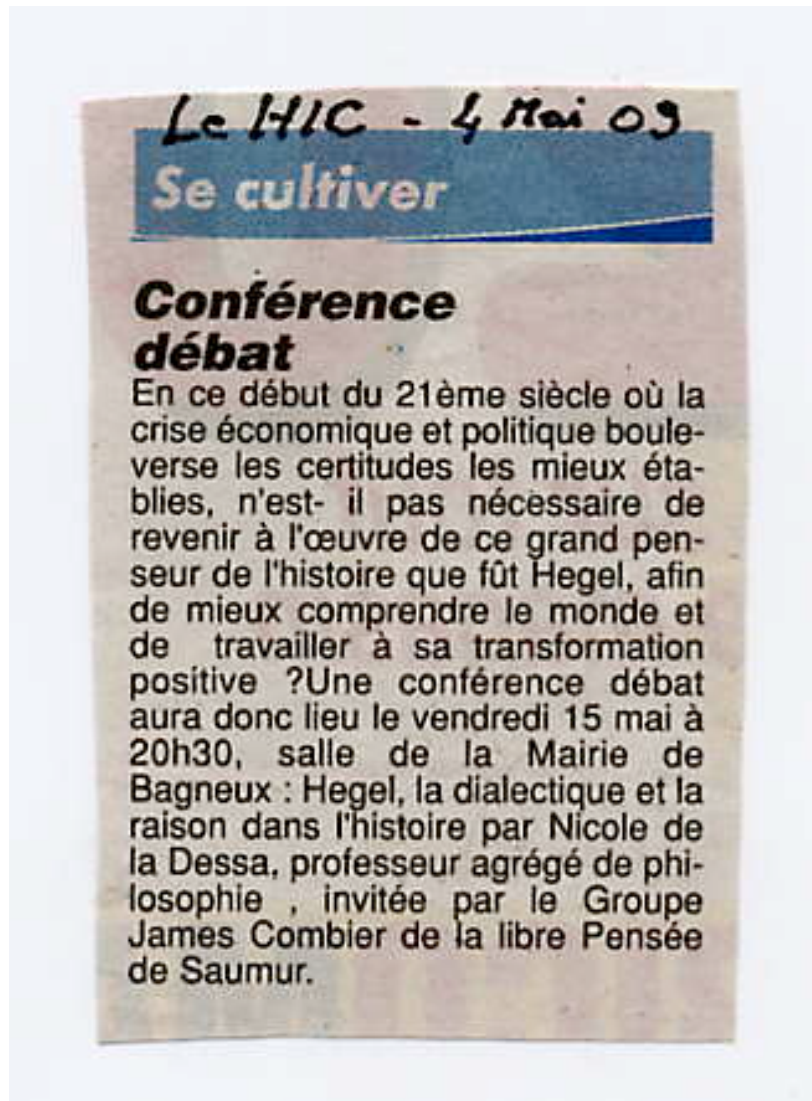 Le HIC - 4 Mai 09
Se cultiver
Conférence
débat
En ce début du 21ème siècle où la
crise économique et politique boule-
verse les certitudes les mieux éta-
blies, n'est- il pas nécessaire de
revenir à l'œuvre de ce grand pen-
seur de l'histoire que fût Hegel, afin
de mieux comprendre le monde et
de travailler à sa transformation
positive ?Une conférence débat
aura donc lieu le vendredi 15 mai à
20h30, salle de la Mairie de
Bagneux : Hegel, la dialectique et la
raison dans l'histoire par Nicole de
la Dessa, professeur agrégé de phi-
losophie , invitée par le Groupe
James Combier de la libre Pensée
de Saumur.